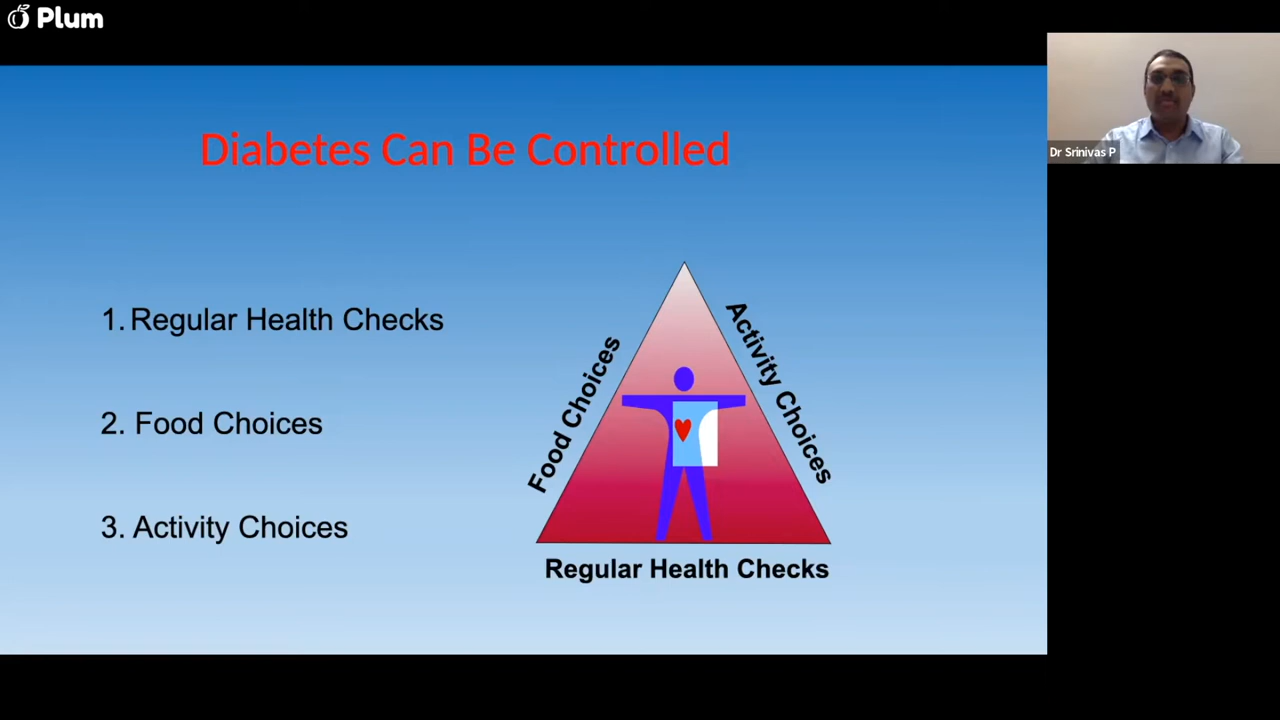 Plum
Diabetes Can Be Controlled
Dr Srinivas P
1. Regular Health Checks
2. Food Choices
3. Activity Choices
Food Choices
Activity Choices
Regular Health Checks